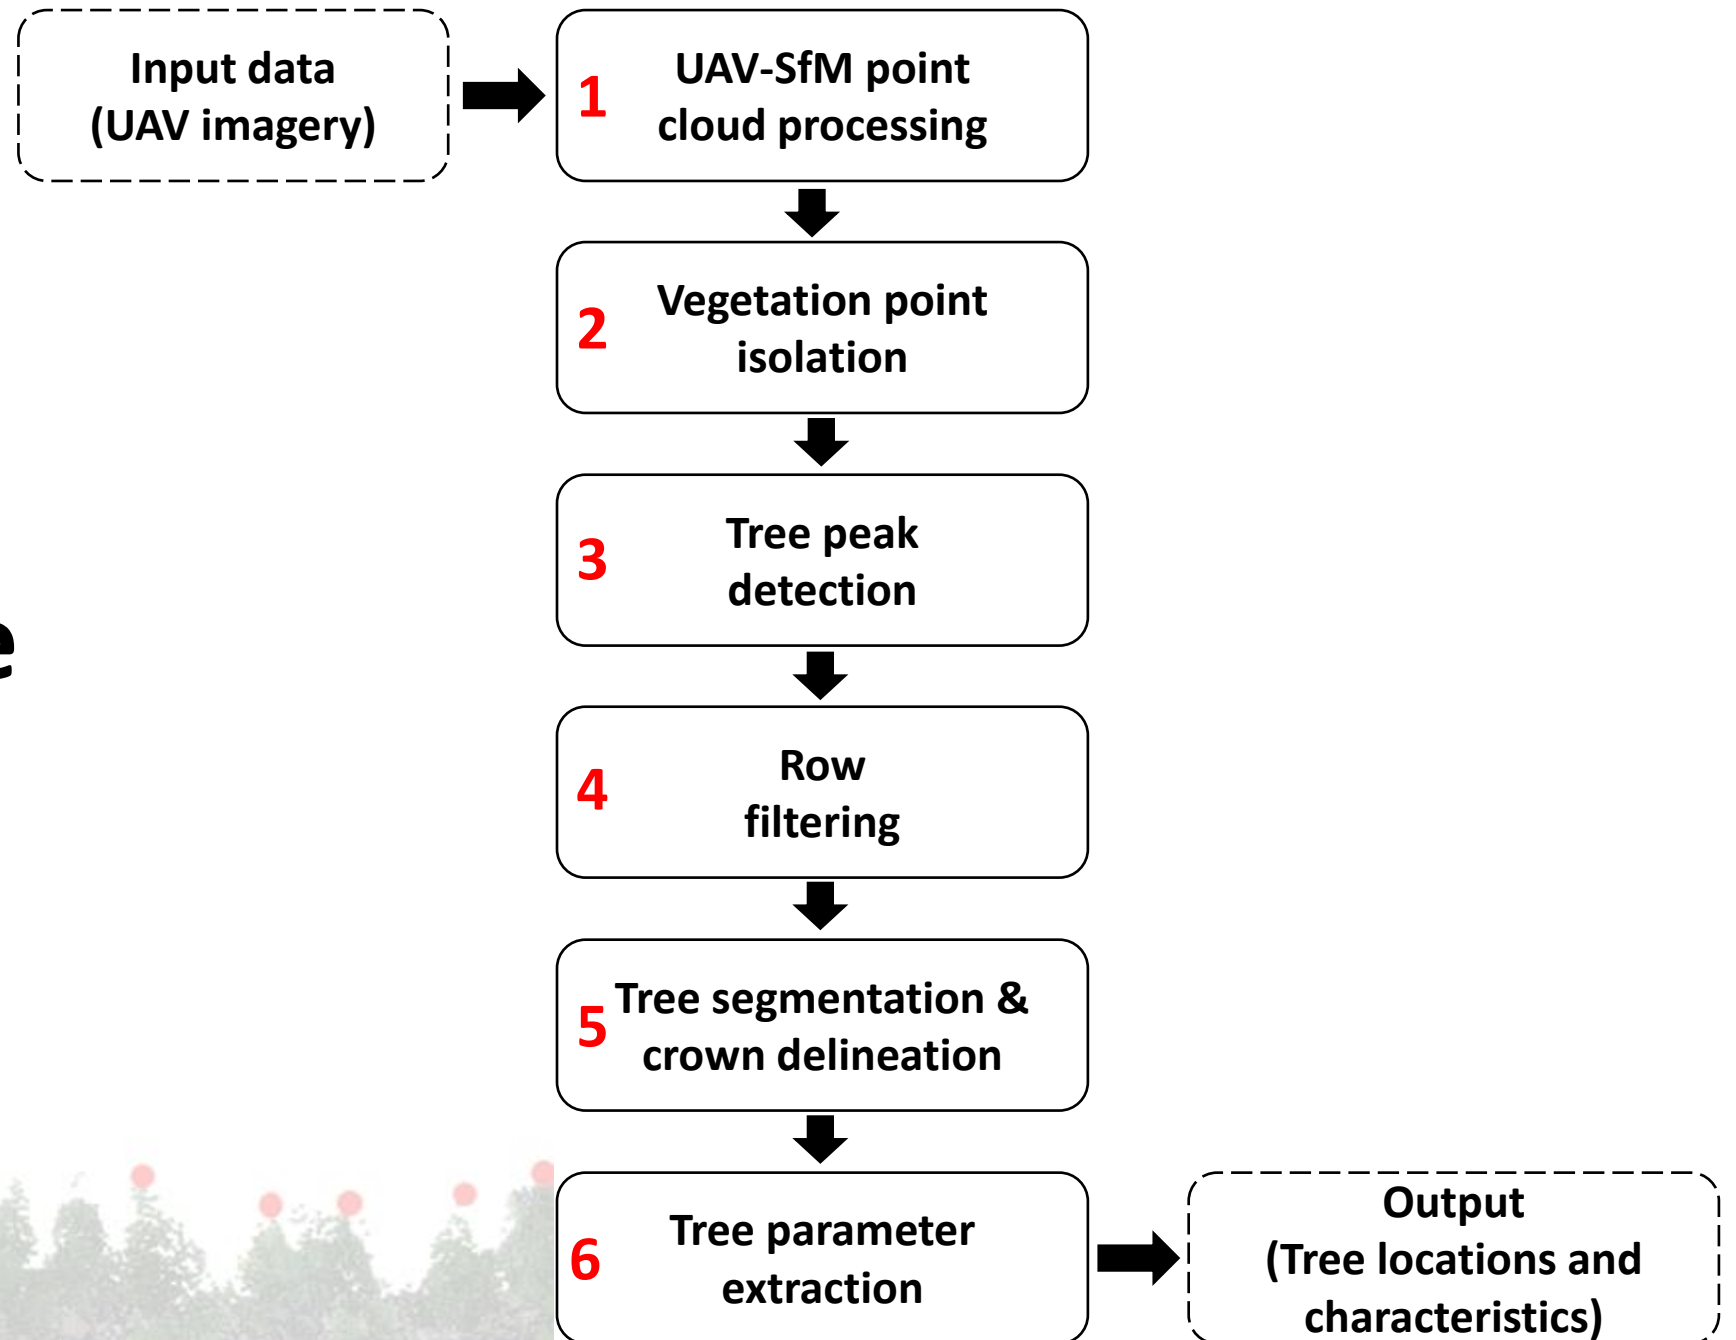 Input data
(UAV imagery)
1
UAV-SfM point
cloud processing
2
Vegetation point
isolation
3
Tree peak
detection
e
4
Row
filtering
5
Tree segmentation &
crown delineation
6
Tree parameter
extraction
Output
(Tree locations and
characteristics)